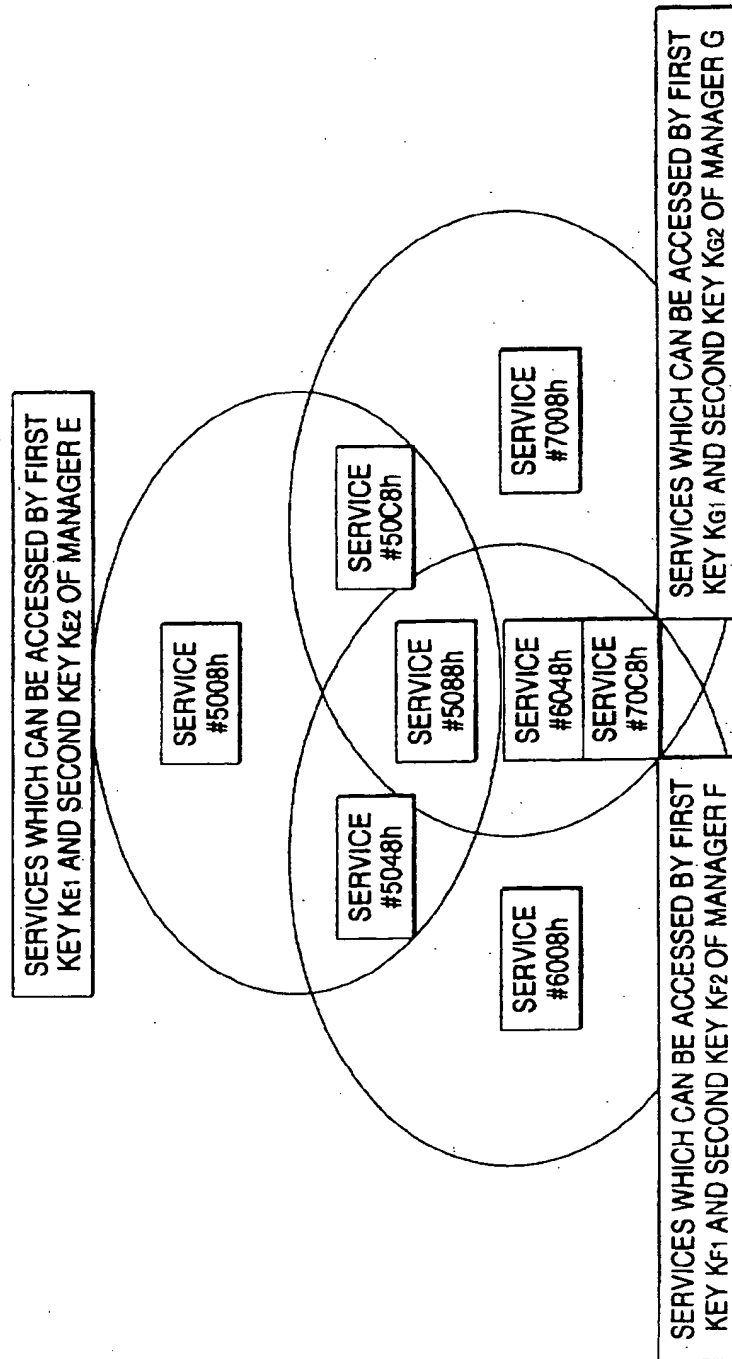 SERVICES WHICH CAN BE ACCESSED BY FIRST
KEY KE1 AND SECOND KEY KE2 OF MANAGER E
SERVICE
#5008h
SERVICE
#5048h
SERVICE
#50C8h
SERVICE
#5088h
SERVICE
#6008h
SERVICE
#6048h
SERVICE
#70C8h
SERVICE
#7008h
SERVICES WHICH CAN BE ACCESSED BY FIRST
KEY KF1 AND SECOND KEY KF2 OF MANAGER F
SERVICES WHICH CAN BE ACCESSED BY FIRST
KEY KG1 AND SECOND KEY KG2 OF MANAGER G